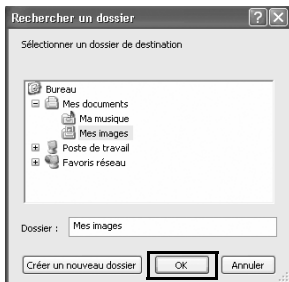 Rechercher un dossier
Sélectionner un dossier de destination
Bureau
Mes documents
Ma musique
Mes images
Poste de travail
Favoris réseau
Dossier : Mes images
Créer un nouveau dossier OK Annuler